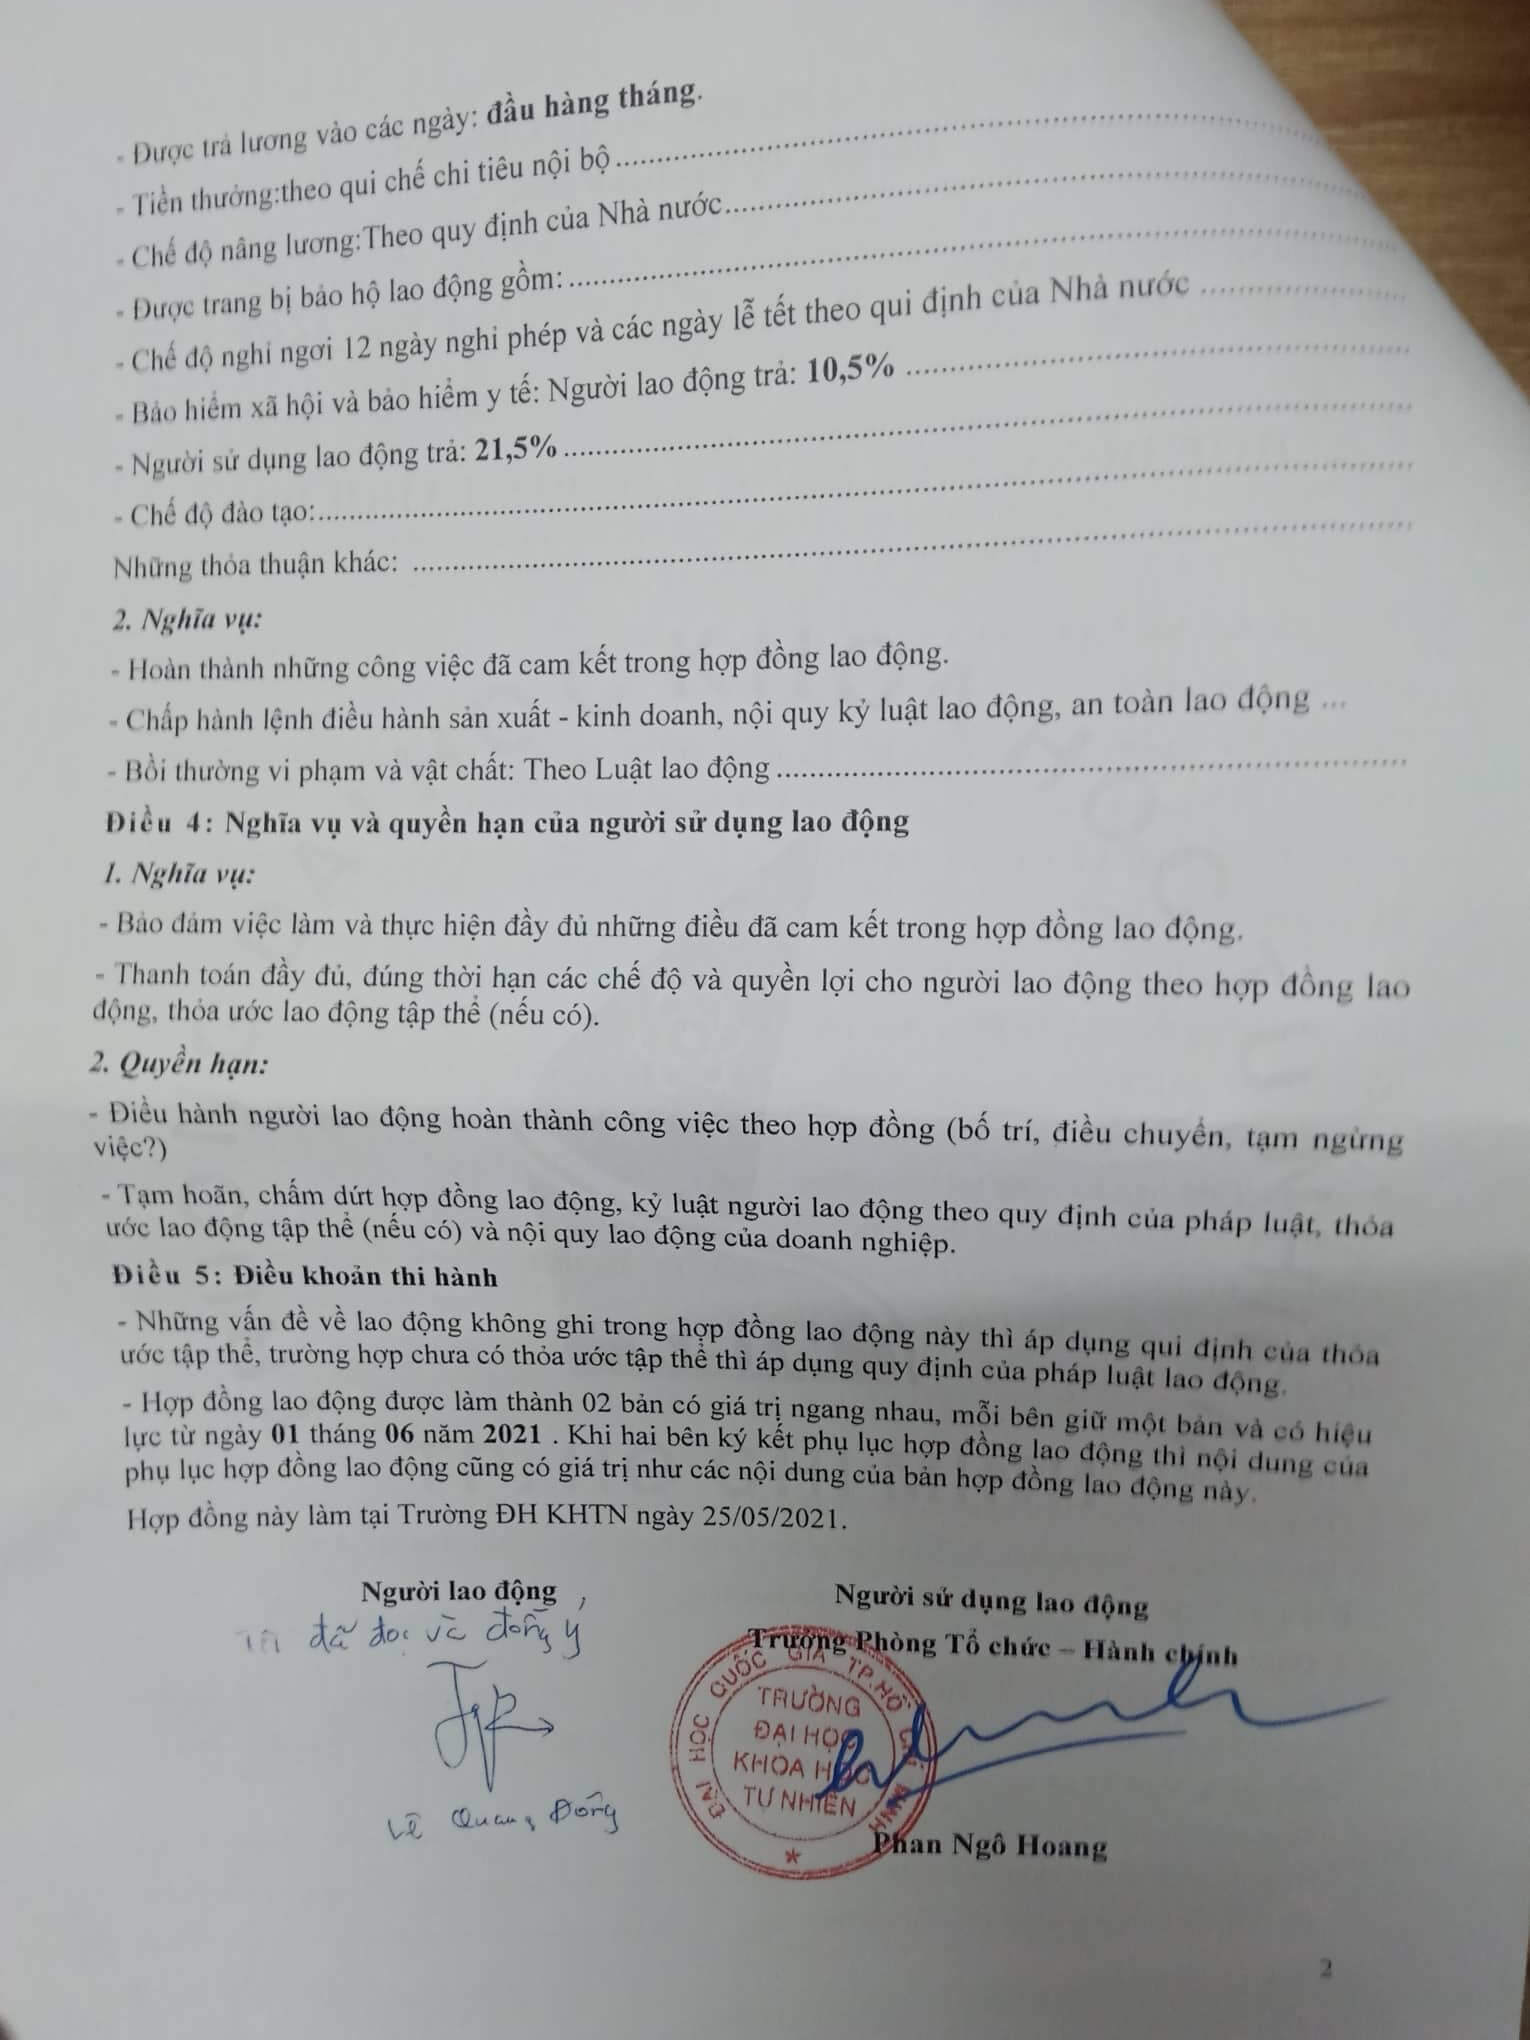 - Được trả lương vào các ngày: đầu hàng tháng.
- Tiền thưởng:theo qui chế chi tiêu nội bộ
- Chế độ nâng lương:Theo quy định của Nhà nước
- Được trang bị bảo hộ lao động gồm:
- Chế độ nghỉ ngơi 12 ngày nghỉ phép và các ngày lễ tết theo qui định của Nhà nước
- Bảo hiểm xã hội và bảo hiểm y tế: Người lao động trả: 10,5%
- Người sử dụng lao động trả: 21,5%
- Chế độ đào tạo:
Những thỏa thuận khác:
2. Nghĩa vụ:
- Hoàn thành những công việc đã cam kết trong hợp đồng lao động.
- Chấp hành lệnh điều hành sản xuất - kinh doanh, nội quy kỷ luật lao động, an toàn lao động ...
- Bồi thường vi phạm và vật chất: Theo Luật lao động
Điều 4: Nghĩa vụ và quyền hạn của người sử dụng lao động
1. Nghĩa vụ:
- Bảo đảm việc làm và thực hiện đầy đủ những điều đã cam kết trong hợp đồng lao động.
- Thanh toán đầy đủ, đúng thời hạn các chế độ và quyền lợi cho người lao động theo hợp đồng lao
động, thỏa ước lao động tập thể (nếu có).
2. Quyền hạn:
- Điều hành người lao động hoàn thành công việc theo hợp đồng (bố trí, điều chuyển, tạm ngừng
việc?)
- Tạm hoãn, chấm dứt hợp đồng lao động, kỷ luật người lao động theo quy định của pháp luật, thỏa
ước lao động tập thể (nếu có) và nội quy lao động của doanh nghiệp.
Điều 5: Điều khoản thi hành
- Những vấn đề về lao động không ghi trong hợp đồng lao động này thì áp dụng qui định của thỏa
ước tập thể, trường hợp chưa có thỏa ước tập thể thì áp dụng quy định của pháp luật lao động.
- Hợp đồng lao động được làm thành 02 bản có giá trị ngang nhau, mỗi bên giữ một bản và có hiệu
lực từ ngày 01 tháng 06 năm 2021 . Khi hai bên ký kết phụ lục hợp đồng lao động thì nội dung của
phụ lục hợp đồng lao động cũng có giá trị như các nội dung của bản hợp đồng lao động này.
Hợp đồng này làm tại Trường ĐH KHTN ngày 25/05/2021.
Người lao động
đã đọc và đồng ý
Lê Quang Đông
Người sử dụng lao động
Trưởng Phòng Tổ chức – Hành chính
ĐẠI HỌC QUỐC GIA TP.HỒ CHÍ MINH
TRƯỜNG
ĐẠI HỌC
KHOA HỌC
TỰ NHIÊN
Phan Ngô Hoang
2